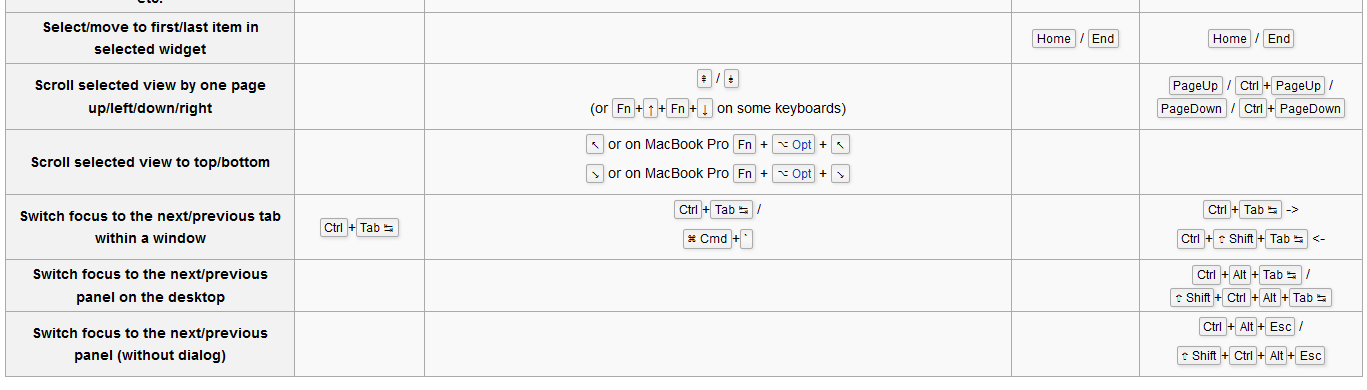 etc.
Select/move to first/last item in
selected widget
Home / End
Home / End
Scroll selected view by one page
up/left/down/right
⇞ / ⇟
(or Fn+↑+Fn+↓ on some keyboards)
PageUp / Ctrl+PageUp /
PageDown / Ctrl+PageDown
Scroll selected view to top/bottom
↖ or on MacBook Pro Fn + ⌥ Opt + ↖
↘ or on MacBook Pro Fn + ⌥ Opt + ↘
Switch focus to the next/previous tab
within a window
Ctrl+Tab ↹
Ctrl+Tab ↹ /
⌘ Cmd+`
Ctrl+Tab ↹ ->
Ctrl+⇧ Shift+Tab ↹ <-
Switch focus to the next/previous
panel on the desktop
Ctrl+Alt+Tab ↹ /
⇧ Shift+Ctrl+Alt+Tab ↹
Switch focus to the next/previous
panel (without dialog)
Ctrl+Alt+Esc /
⇧ Shift+Ctrl+Alt+Esc